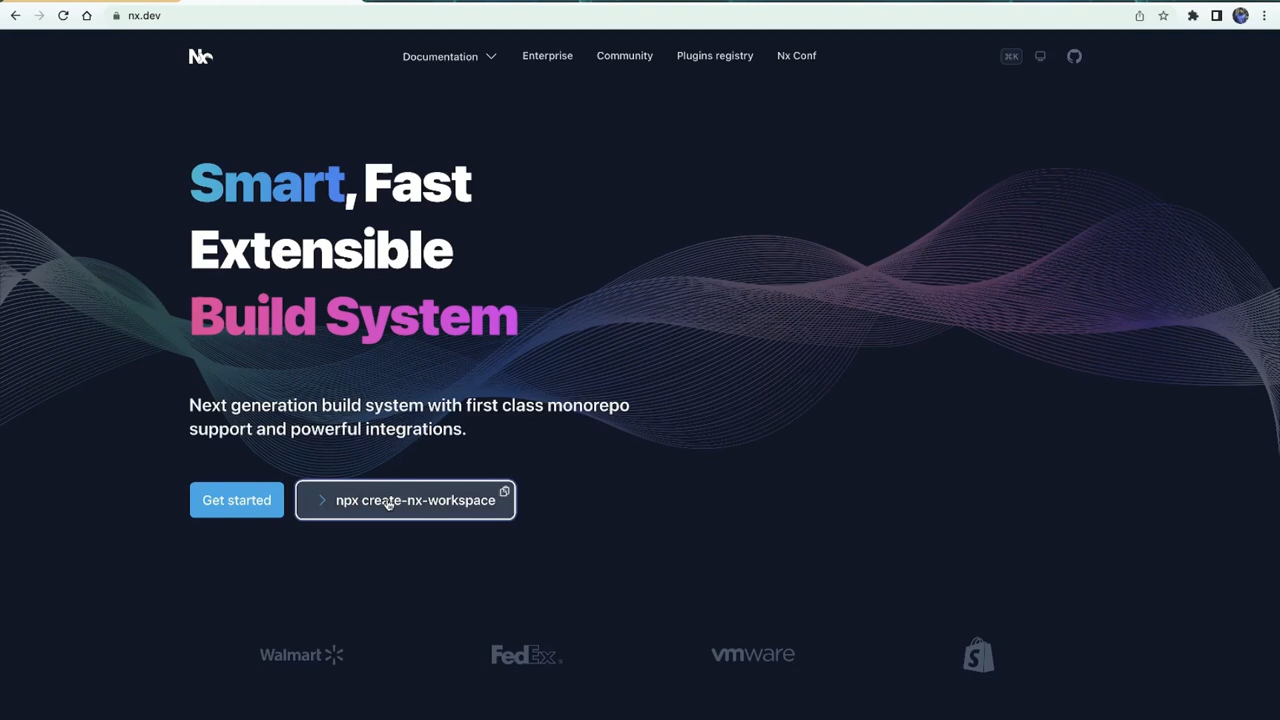 nx.dev
Nx
Documentation
Enterprise
Community
Plugins registry
Nx Conf
⌘K
Smart, Fast
Extensible
Build System
Next generation build system with first class monorepo
support and powerful integrations.
Get started
npx create-nx-workspace
Walmart
FedEx
vmware
S